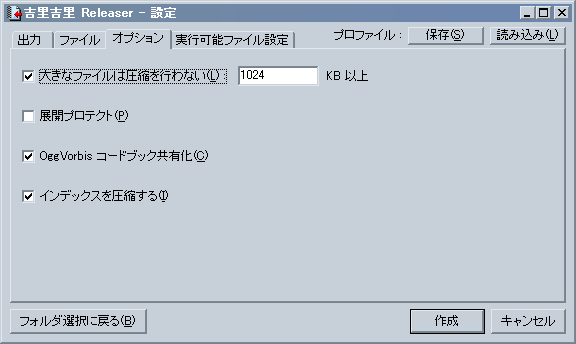 吉里吉里 Releaser - 設定
出力 ファイル オプション 実行可能ファイル設定 プロファイル： 保存(S) 読み込み(L)
大きなファイルは圧縮を行わない(L) 1024 KB 以上
展開プロテクト(P)
OggVorbis コードブック共有化(C)
インデックスを圧縮する(I)
フォルダ選択に戻る(B) 作成 キャンセル